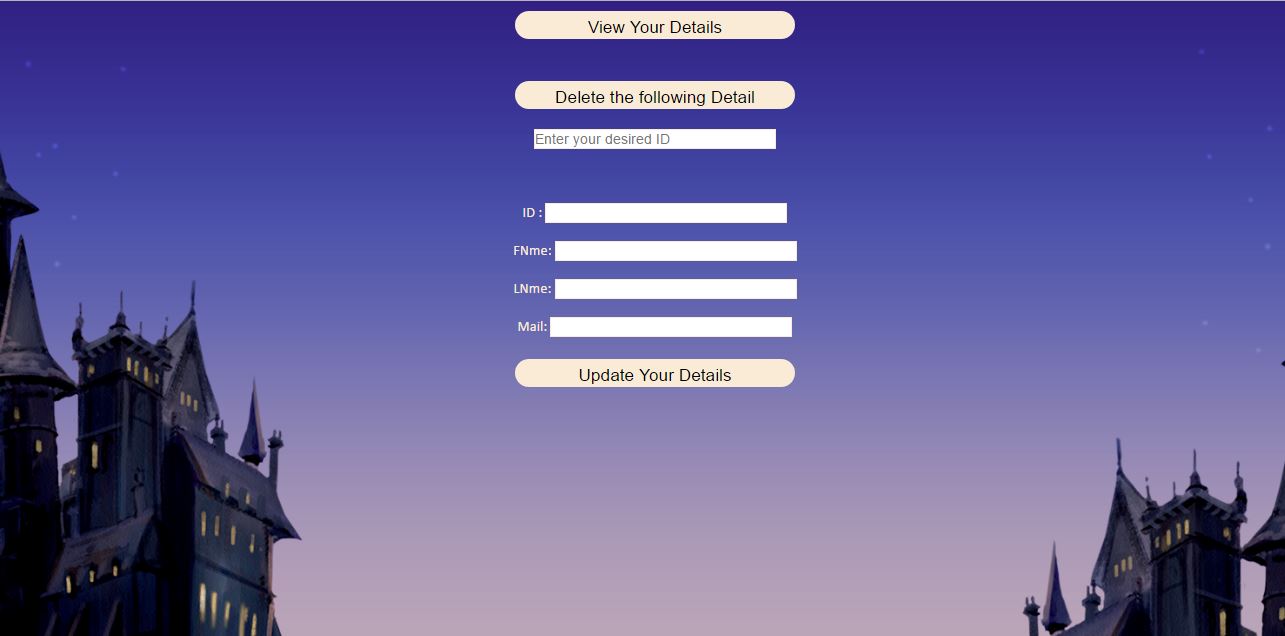 View Your Details
Delete the following Detail
Enter your desired ID
ID :
FNme:
LNme:
Mail:
Update Your Details